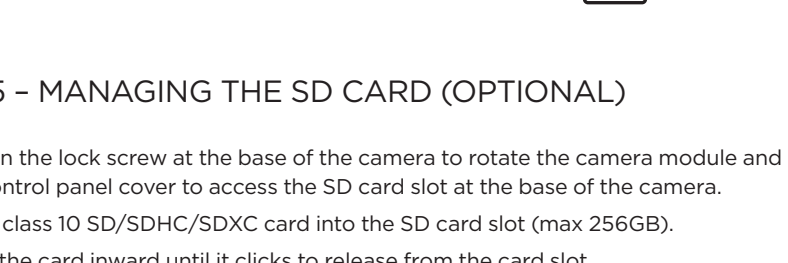 5 – MANAGING THE SD CARD (OPTIONAL)
n the lock screw at the base of the camera to rotate the camera module and
ntrol panel cover to access the SD card slot at the base of the camera.
class 10 SD/SDHC/SDXC card into the SD card slot (max 256GB).
the card inward until it clicks to release from the card slot